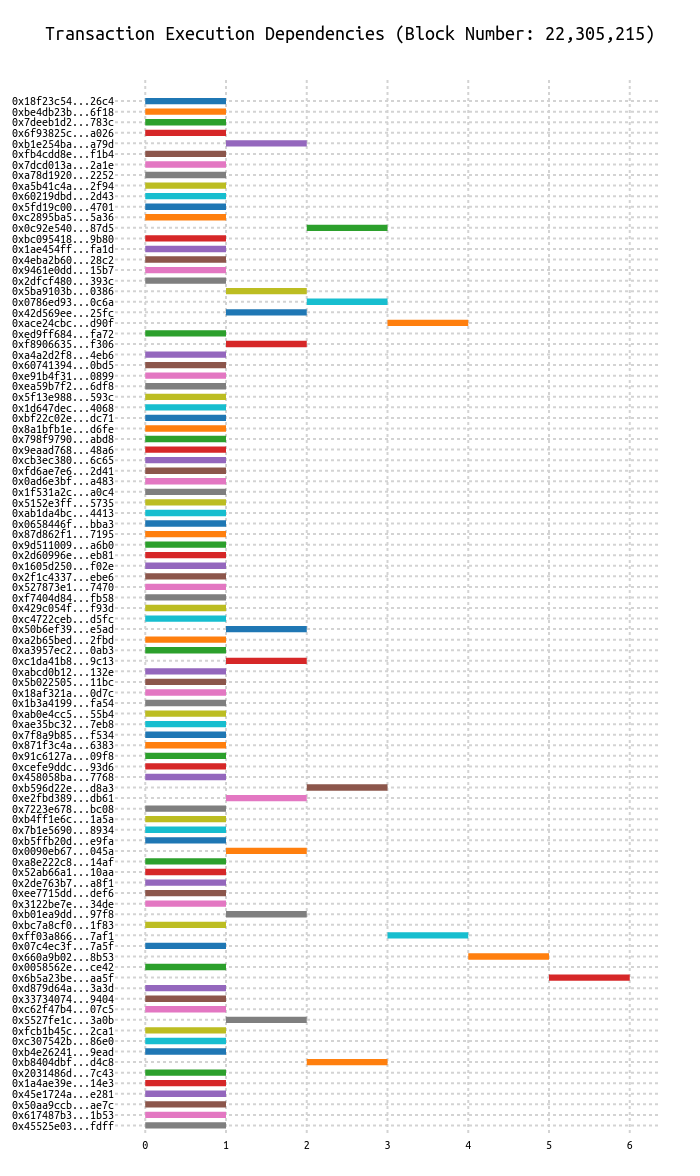 Transaction Execution Dependencies (Block Number: 22,305,215)
0x18f23c54...26c4
0xbe4db23b...6f18
0x7deeb1d2...783c
0x6f93825c...a026
0xb1e254ba...a79d
0xfb4cdd8e...f1b4
0x7dcd013a...2a1e
0xa78d1920...2252
0xa5b41c4a...2f94
0x60219dbd...2d43
0x5fd19c00...4701
0xc2895ba5...5a36
0x0c92e540...87d5
0xbc095418...9b80
0x1ae454ff...fa1d
0x4eba2b60...28c2
0x9461e0dd...15b7
0x2dfcf480...393c
0x5ba9103b...0386
0x0786ed93...0c6a
0x42d569ee...25fc
0xace24cbc...d90f
0xed9ff684...fa72
0xf8906635...f306
0xa4a2d2f8...4eb6
0x60741394...0bd5
0xe91b4f31...0899
0xea59b7f2...6df8
0x5f13e988...593c
0x1d647dec...4068
0xbf22c02e...dc71
0x8a1bfb1e...d6fe
0x798f9790...abd8
0x9eaad768...48a6
0xcb3ec380...6c65
0xfd6ae7e6...2d41
0x0ad6e3bf...a483
0x1f531a2c...a0c4
0x5152e3ff...5735
0xab1da4bc...4413
0x0658446f...bba3
0x87d862f1...7195
0x9d511009...a6b0
0x2d60996e...eb81
0x1605d250...f02e
0x2f1c4337...ebe6
0x527873e1...7470
0xf7404d84...fb58
0x429c054f...f93d
0xc4722ceb...d5fc
0x50b6ef39...e5ad
0xa2b65bed...2fbd
0xa3957ec2...0ab3
0xc1da41b8...9c13
0xabcd0b12...132e
0x5b022505...11bc
0x18af321a...0d7c
0x1b3a4199...fa54
0xab0e4cc5...55b4
0xae35bc32...7eb8
0x7f8a9b85...f534
0x871f3c4a...6383
0x91c6127a...09f8
0xcefe9ddc...93d6
0x458058ba...7768
0xb596d22e...d8a3
0xe2fbd389...db61
0x7223e678...bc08
0xb4ff1e6c...1a5a
0x7b1e5690...8934
0xb5ffb20d...e9fa
0x0090eb67...045a
0xa8e222c8...14af
0x52ab66a1...10aa
0x2de763b7...a8f1
0xee7715dd...def6
0x3122be7e...34de
0xb01ea9dd...97f8
0xbc7a8cf0...1f83
0xff03a866...7af1
0x07c4ec3f...7a5f
0x660a9b02...8b53
0x0058562e...ce42
0x6b5a23be...aa5f
0xd879d64a...3a3d
0x33734074...9404
0xc62f47b4...07c5
0x5527fe1c...3a0b
0xfcb1b45c...2ca1
0xc307542b...86e0
0xb4e26241...9ead
0xb8404dbf...d4c8
0x2031486d...7c43
0x1a4ae39e...14e3
0x45e1724a...e281
0x50aa9ccb...ae7c
0x617487b3...1b53
0x45525e03...fdff
0 1 2 3 4 5 6